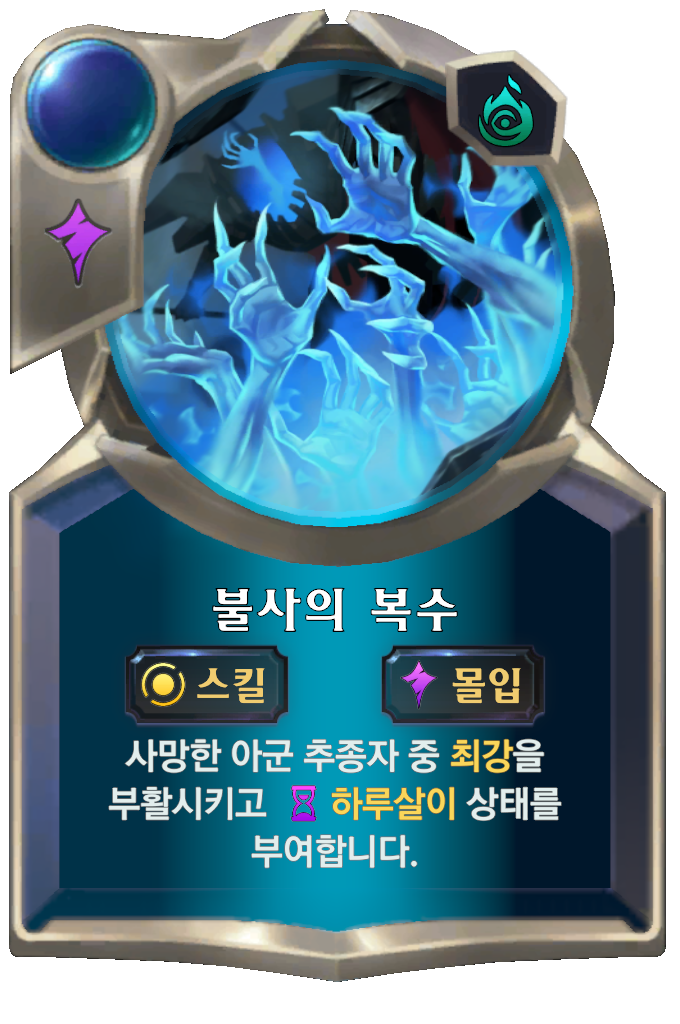 불사의 복수
스킬
몰입
사망한 아군 추종자 중 최강을
부활시키고 하루살이 상태를
부여합니다.